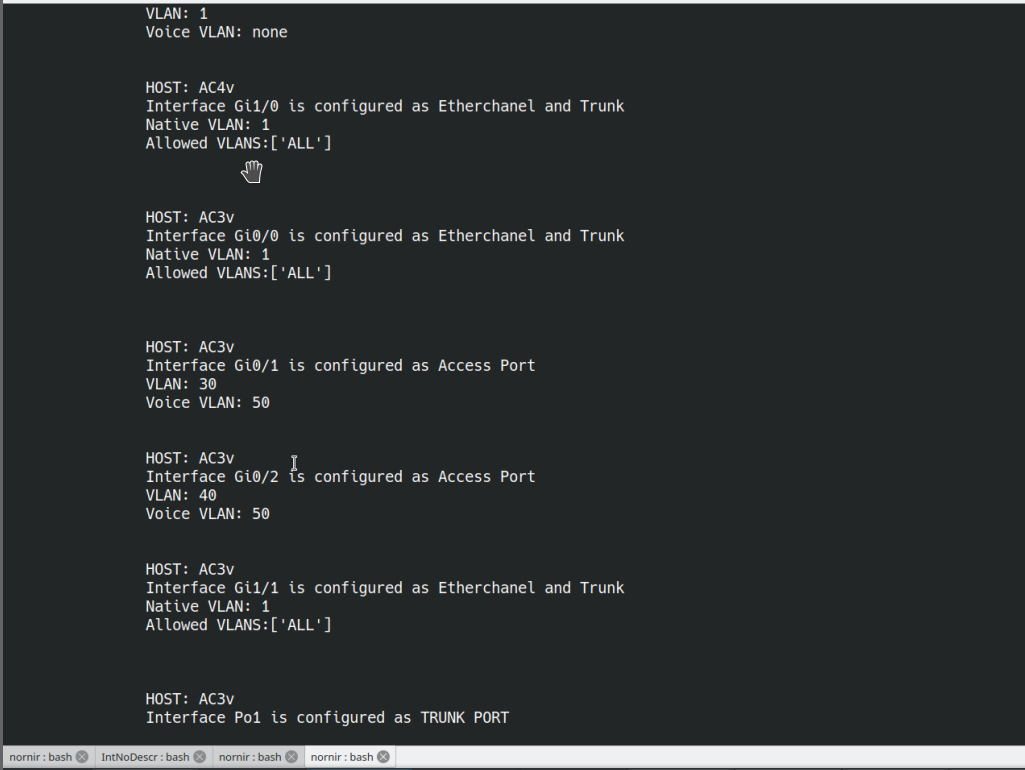 VLAN: 1
Voice VLAN: none
HOST: AC4v
Interface Gi1/0 is configured as Etherchanel and Trunk
Native VLAN: 1
Allowed VLANS:['ALL']
HOST: AC3v
Interface Gi0/0 is configured as Etherchanel and Trunk
Native VLAN: 1
Allowed VLANS:['ALL']
HOST: AC3v
Interface Gi0/1 is configured as Access Port
VLAN: 30
Voice VLAN: 50
HOST: AC3v
Interface Gi0/2 is configured as Access Port
VLAN: 40
Voice VLAN: 50
HOST: AC3v
Interface Gi1/1 is configured as Etherchanel and Trunk
Native VLAN: 1
Allowed VLANS:['ALL']
HOST: AC3v
Interface Po1 is configured as TRUNK PORT
nornir : bash IntNoDescr : bash nornir : bash nornir : bash